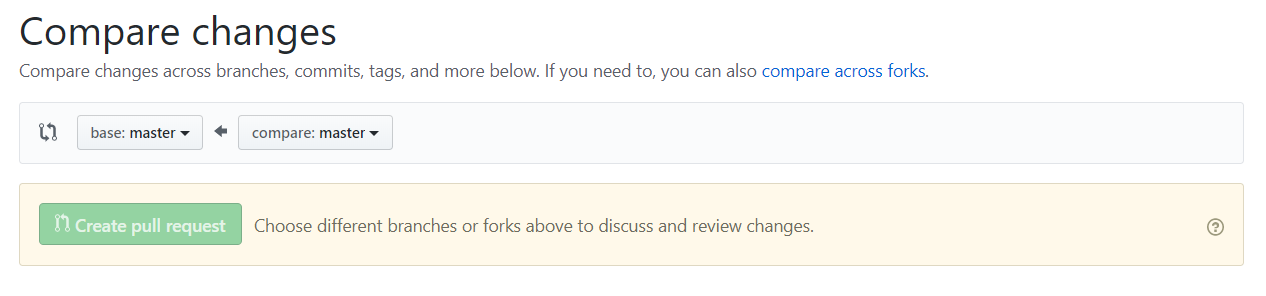 Compare changes
Compare changes across branches, commits, tags, and more below. If you need to, you can also compare across forks.
base: master compare: master
Create pull request Choose different branches or forks above to discuss and review changes.